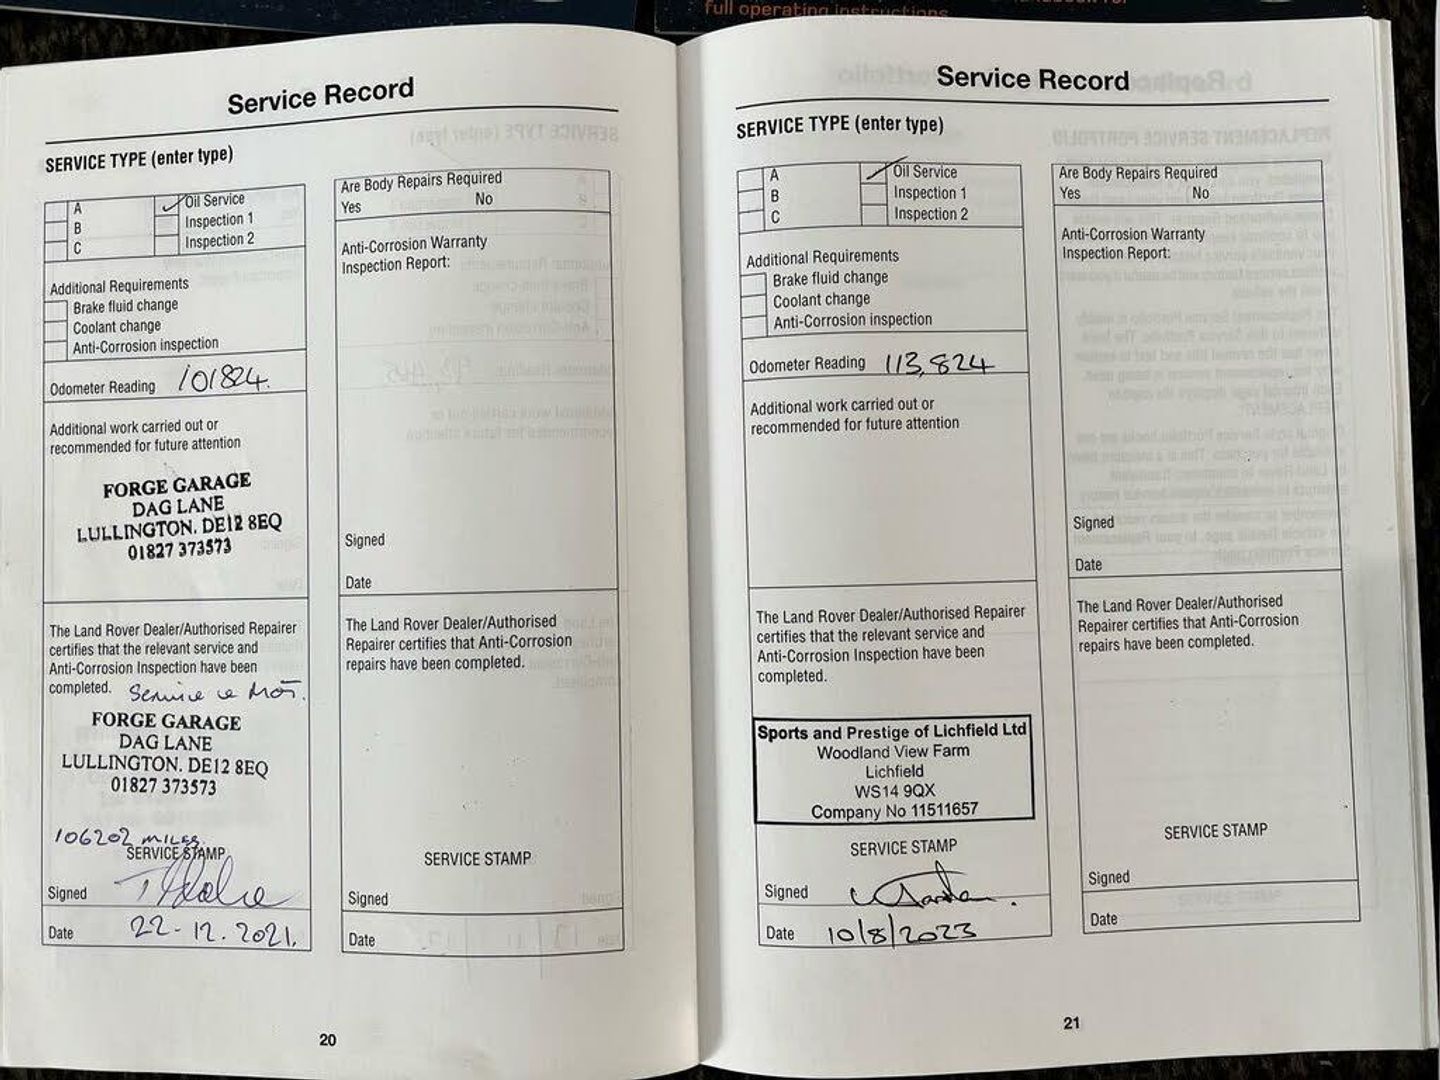 full operating instructions
Service Record
SERVICE TYPE (enter type)
A
B
C
Oil Service
Inspection 1
Inspection 2
Additional Requirements
Brake fluid change
Coolant change
Anti-Corrosion inspection
Odometer Reading 101824.
Additional work carried out or
recommended for future attention
FORGE GARAGE
DAG LANE
LULLINGTON. DE12 8EQ
01827 373573
The Land Rover Dealer/Authorised Repairer
certifies that the relevant service and
Anti-Corrosion Inspection have been
completed. Service & MOT.
FORGE GARAGE
DAG LANE
LULLINGTON. DE12 8EQ
01827 373573
106202 MILES
SERVICE STAMP
Signed
Date 22-12.2021.
Are Body Repairs Required
Yes No
Anti-Corrosion Warranty
Inspection Report:
Signed
Date
The Land Rover Dealer/Authorised
Repairer certifies that Anti-Corrosion
repairs have been completed.
SERVICE STAMP
Signed
Date
20
Service Record
SERVICE TYPE (enter type)
A
B
C
Oil Service
Inspection 1
Inspection 2
Additional Requirements
Brake fluid change
Coolant change
Anti-Corrosion inspection
Odometer Reading 113,824
Additional work carried out or
recommended for future attention
The Land Rover Dealer/Authorised Repairer
certifies that the relevant service and
Anti-Corrosion Inspection have been
completed.
Sports and Prestige of Lichfield Ltd
Woodland View Farm
Lichfield
WS14 9QX
Company No 11511657
SERVICE STAMP
Signed
Date 10/8/2023
Are Body Repairs Required
Yes No
Anti-Corrosion Warranty
Inspection Report:
Signed
Date
The Land Rover Dealer/Authorised
Repairer certifies that Anti-Corrosion
repairs have been completed.
SERVICE STAMP
Signed
Date
21